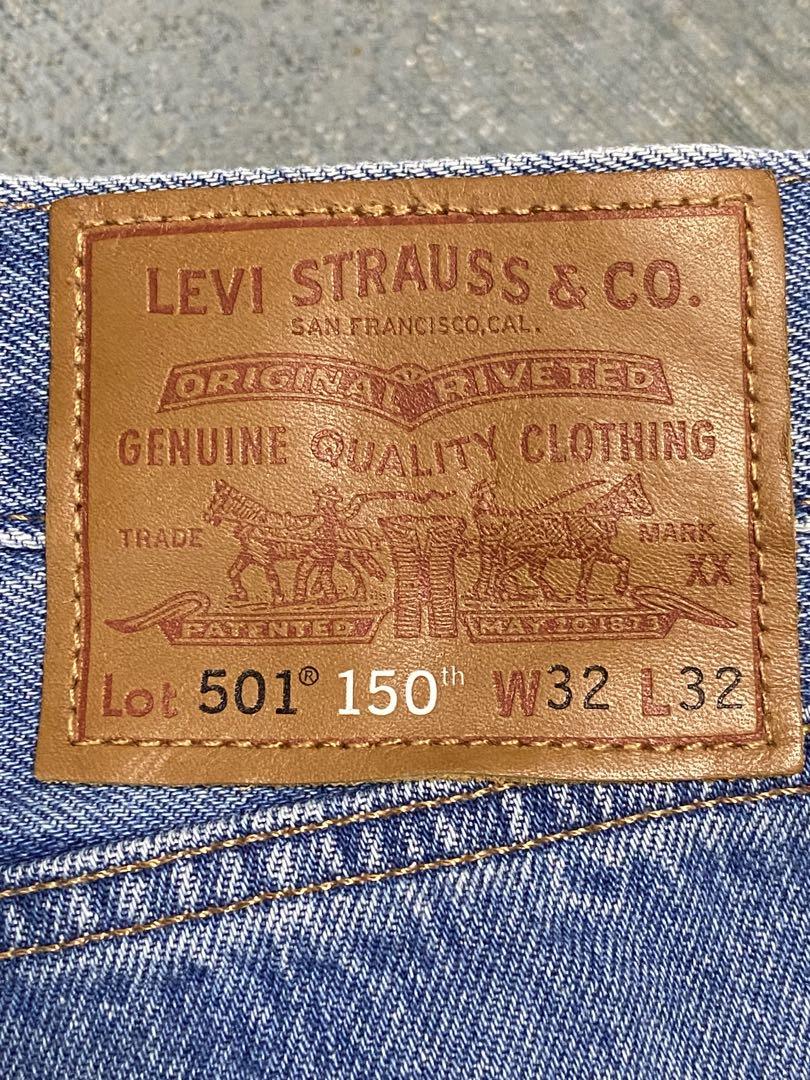 LEVI STRAUSS & CO.
SAN FRANCISCO, CAL.
ORIGINAL RIVETED
GENUINE QUALITY CLOTHING
TRADE MARK
XX
PATENTED MAY 20 1873
Lot 501® 150th W32 L32